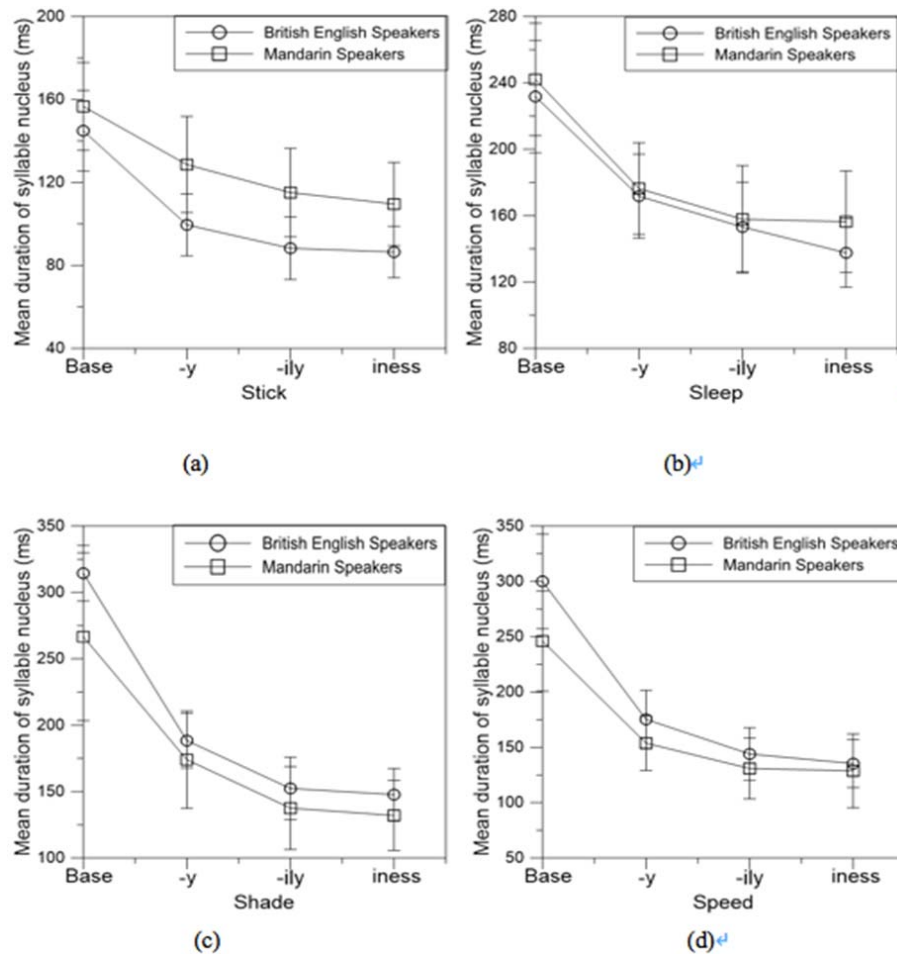 Mean duration of syllable nucleus (ms)
200
160
120
80
40
British English Speakers
Mandarin Speakers
Base -y -ily iness
Stick
(a)
Mean duration of syllable nucleus (ms)
280
240
200
160
120
80
British English Speakers
Mandarin Speakers
Base -y -ily iness
Sleep
(b)↵
Mean duration of syllable nucleus (ms)
350
300
250
200
150
100
British English Speakers
Mandarin Speakers
Base -y -ily iness
Shade
(c)
Mean duration of syllable nucleus (ms)
350
300
250
200
150
100
50
British English Speakers
Mandarin Speakers
Base -y -ily iness
Speed
(d)↵